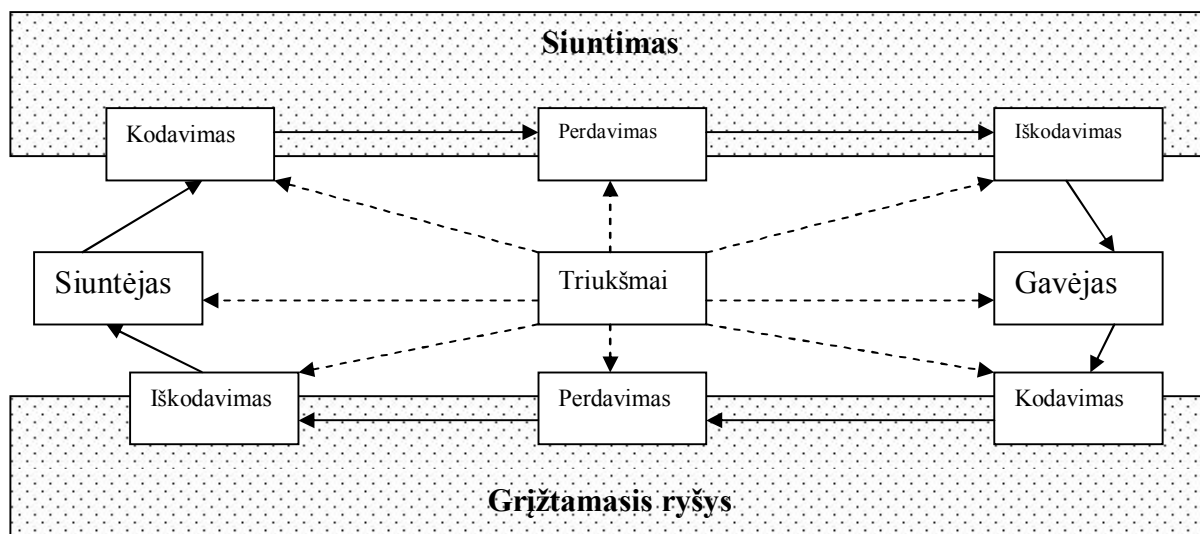 Siuntimas
Kodavimas
Perdavimas
Iškodavimas
Siuntėjas
Triukšmai
Gavėjas
Iškodavimas
Perdavimas
Kodavimas
Grįžtamasis ryšys